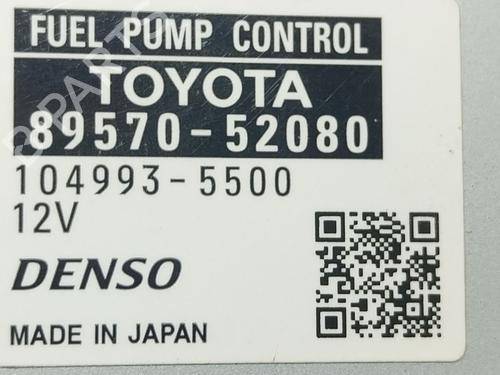 FUEL PUMP CONTROL
TOYOTA
89570-52080
104993-5500
12V
DENSO
MADE IN JAPAN